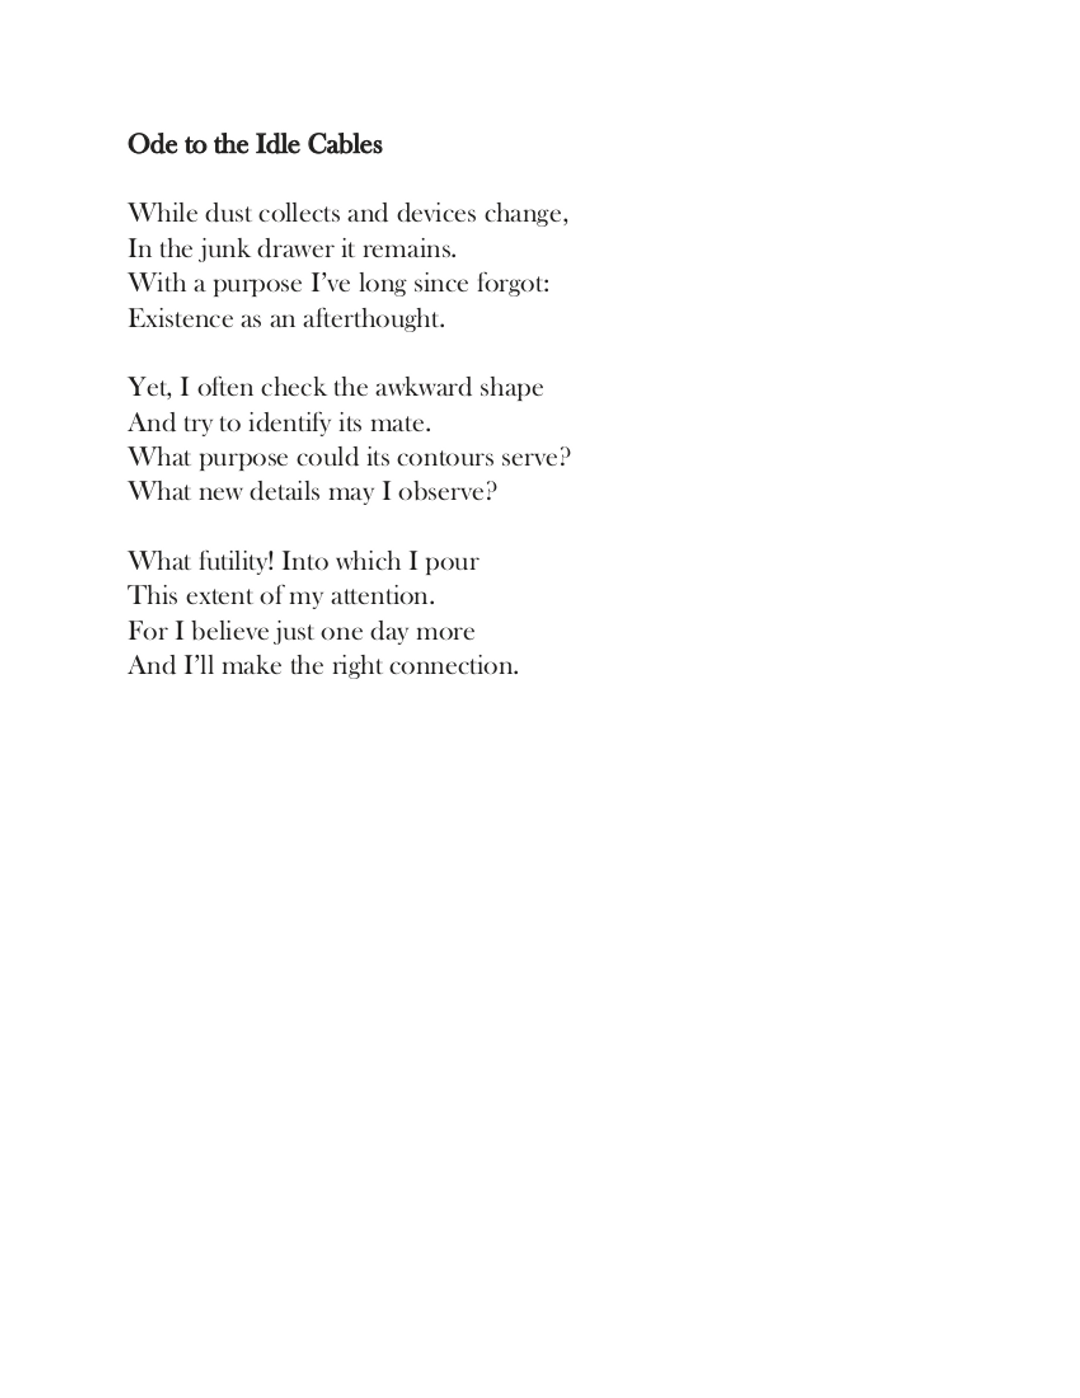 Ode to the Idle Cables
While dust collects and devices change,
In the junk drawer it remains.
With a purpose I’ve long since forgot:
Existence as an afterthought.
Yet, I often check the awkward shape
And try to identify its mate.
What purpose could its contours serve?
What new details may I observe?
What futility! Into which I pour
This extent of my attention.
For I believe just one day more
And I’ll make the right connection.